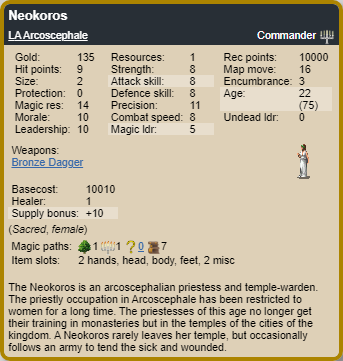 Neokoros
LA Arcoscephale Commander
Gold: 135 Resources: 1 Rec points: 10000
Hit points: 9 Strength: 8 Map move: 16
Size: 2 Attack skill: 8 Encumbrance: 3
Protection: 0 Defence skill: 8 Age: 22
Magic res: 14 Precision: 11 (75)
Morale: 10 Combat speed: 8 Undead ldr: 0
Leadership: 10 Magic ldr: 5
Weapons:
Bronze Dagger
Basecost: 10010
Healer: 1
Supply bonus: +10
(Sacred, female)
Magic paths: 1 1 ?0 7
Item slots: 2 hands, head, body, feet, 2 misc
The Neokoros is an arcoscephalian priestess and temple-warden.
The priestly occupation in Arcoscephale has been restricted to
women for a long time. The priestesses of this age no longer get
their training in monasteries but in the temples of the cities of the
kingdom. A Neokoros rarely leaves her temple, but occasionally
follows an army to tend the sick and wounded.